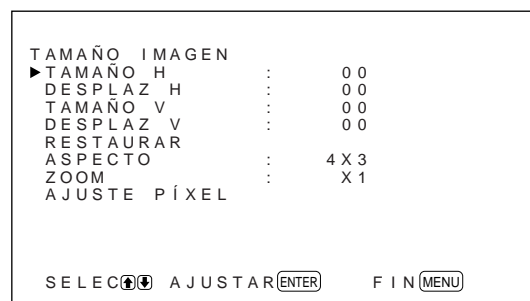 TAMAÑO IMAGEN
▶TAMAÑO H : 00
DESPLAZ H : 00
TAMAÑO V : 00
DESPLAZ V : 00
RESTAURAR
ASPECTO : 4X3
ZOOM : X1
AJUSTE PÍXEL
SELEC⬆⬇ AJUSTAR ENTER FIN MENU